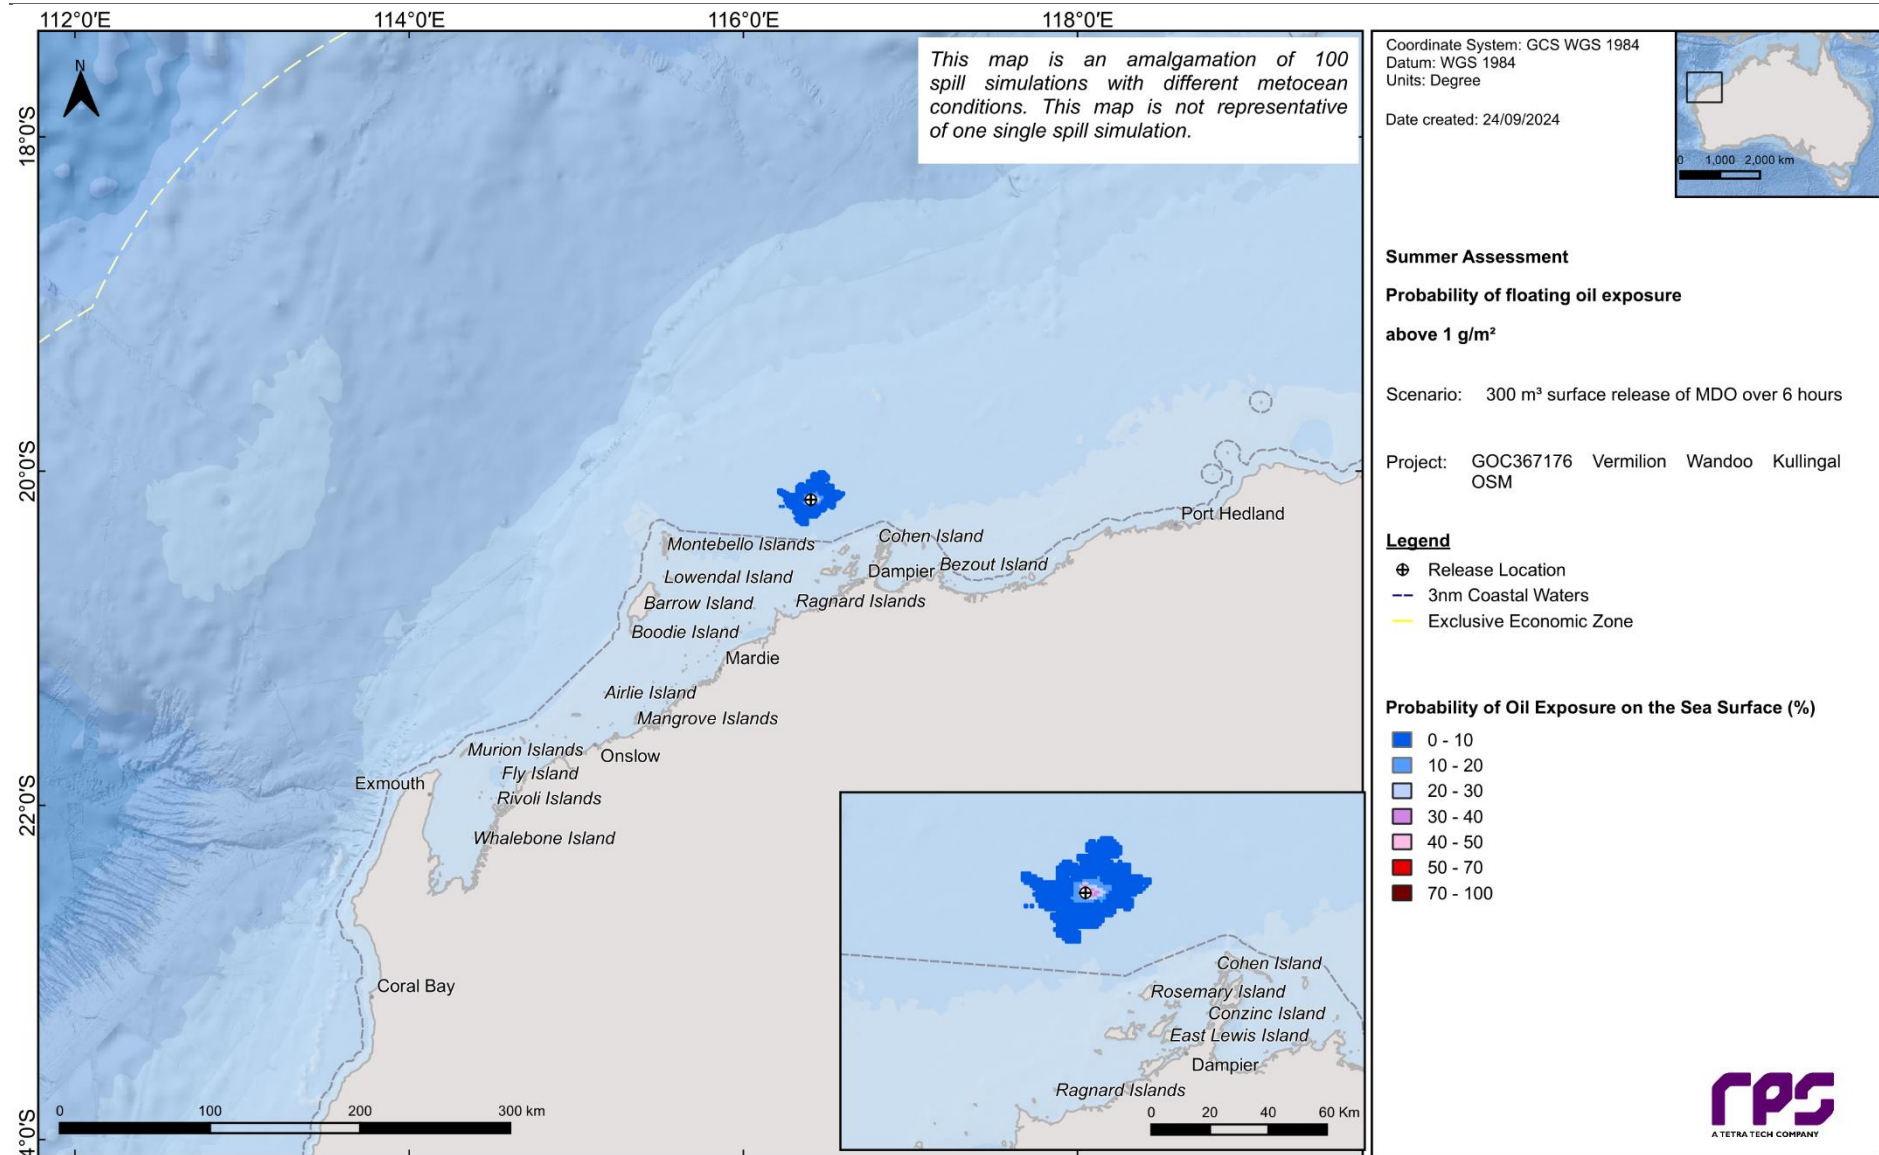 112°0'E 114°0'E 116°0'E 118°0'E
18°0'S
20°0'S
22°0'S
4°0'S
N
This map is an amalgamation of 100
spill simulations with different metocean
conditions. This map is not representative
of one single spill simulation.
Port Hedland
Cohen Island
Montebello Islands
Bezout Island
Dampier
Lowendal Island
Ragnard Islands
Barrow Island
Boodie Island
Mardie
Airlie Island
Mangrove Islands
Murion Islands
Onslow
Fly Island
Exmouth
Rivoli Islands
Whalebone Island
Coral Bay
0 100 200 300 km
Cohen Island
Rosemary Island
Conzinc Island
East Lewis Island
Dampier
Ragnard Islands
0 20 40 60 Km
Coordinate System: GCS WGS 1984
Datum: WGS 1984
Units: Degree
Date created: 24/09/2024
0 1,000 2,000 km
Summer Assessment
Probability of floating oil exposure
above 1 g/m²
Scenario: 300 m³ surface release of MDO over 6 hours
Project: GOC367176 Vermilion Wandoo Kullingal
OSM
Legend
Release Location
3nm Coastal Waters
Exclusive Economic Zone
Probability of Oil Exposure on the Sea Surface (%)
0 - 10
10 - 20
20 - 30
30 - 40
40 - 50
50 - 70
70 - 100
rps
A TETRA TECH COMPANY